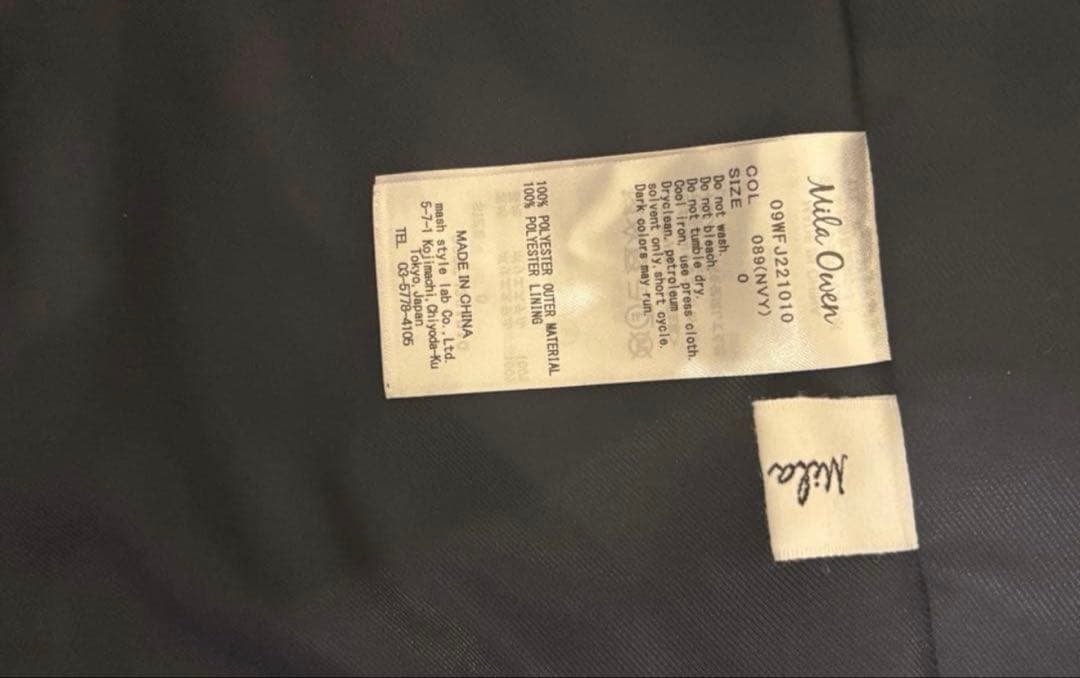 Mila Owen
09WFJ221010
COL 089(NVY)
SIZE 0
Do not wash.
Do not bleach.
Do not tumble dry.
Cool iron, use press cloth.
Dryclean, petroleum
solvent only, short cycle.
Dark colors may run.
100% POLYESTER OUTER MATERIAL
100% POLYESTER LINING
MADE IN CHINA
mash style lab Co., Ltd.
5-7-1 Kojimachi, Chiyoda-Ku
Tokyo, Japan
TEL 03-5778-4106
Mila